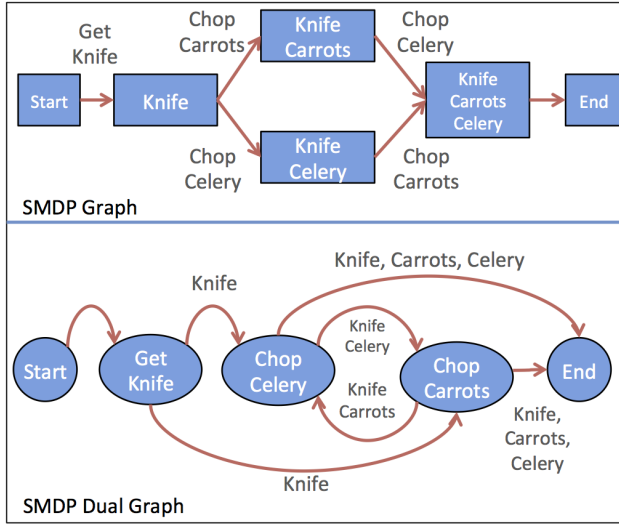 Get
Knife
Chop
Carrots
Knife
Carrots
Chop
Celery
Start
Knife
Knife
Carrots
Celery
End
Chop
Celery
Knife
Celery
Chop
Carrots
SMDP Graph
Knife, Carrots, Celery
Knife
Knife
Celery
Start
Get
Knife
Chop
Celery
Knife
Carrots
Chop
Carrots
End
Knife,
Carrots,
Celery
Knife
SMDP Dual Graph